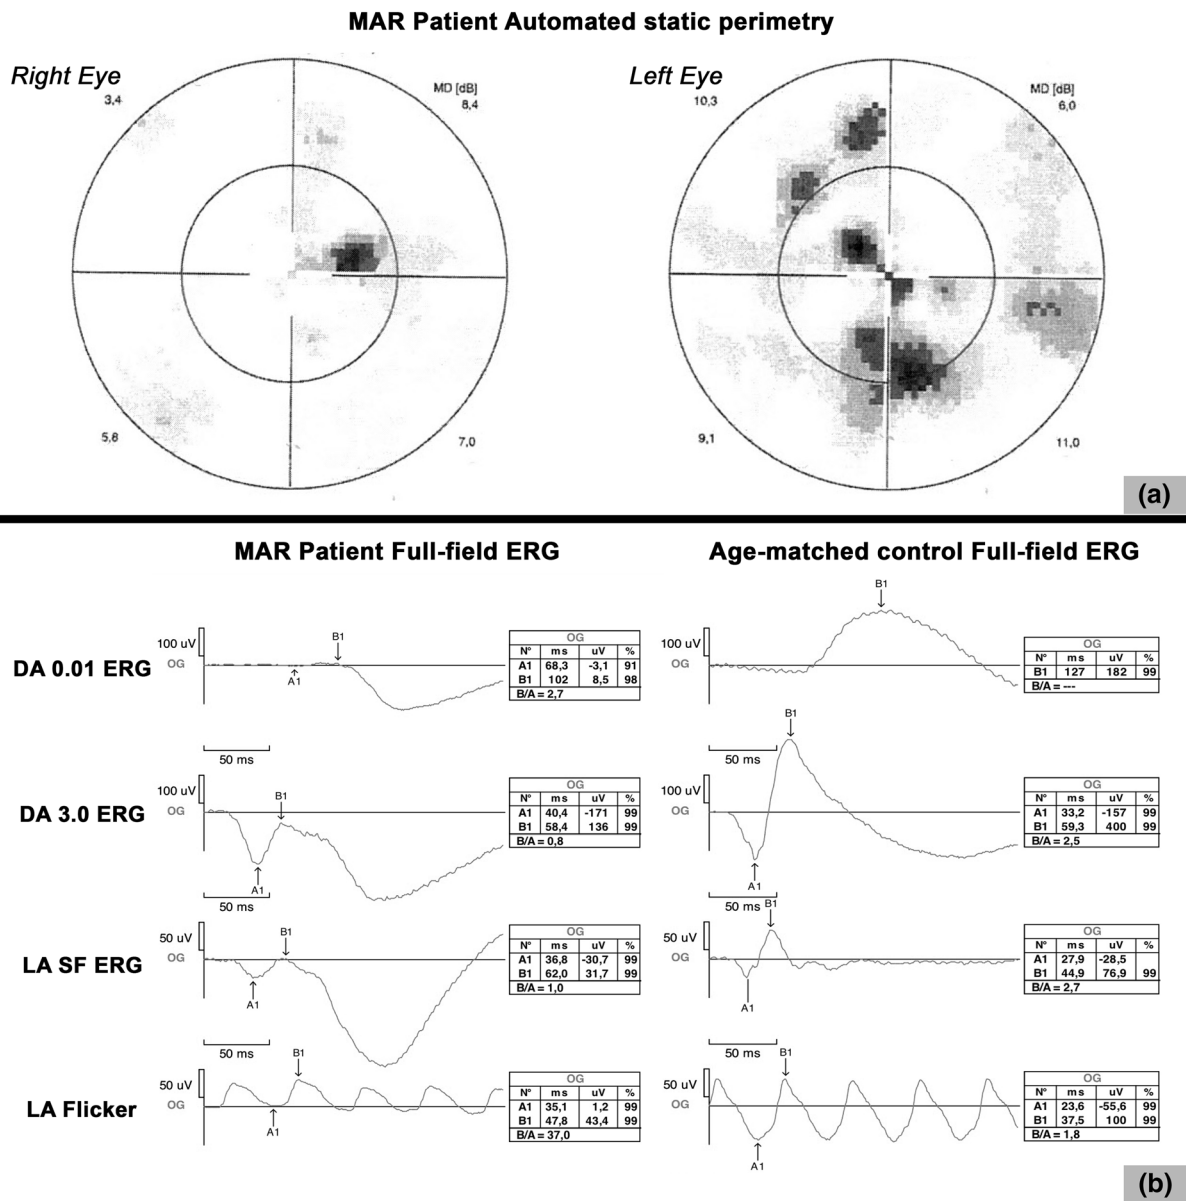 MAR Patient Automated static perimetry
Right Eye
3,4
MD [dB]
8,4
5,8
7,0
Left Eye
10,3
MD [dB]
6,0
9,1
11,0
(a)
MAR Patient Full-field ERG
Age-matched control Full-field ERG
DA 0.01 ERG
100 uV
OG
B1
A1
50 ms
OG
N° ms uV %
A1 68,3 -3,1 91
B1 102 8,5 98
B/A = 2,7
100 uV
OG
B1
50 ms
OG
N° ms uV %
B1 127 182 99
B/A = ---
DA 3.0 ERG
100 uV
OG
B1
A1
50 ms
OG
N° ms uV %
A1 40,4 -171 99
B1 58,4 136 99
B/A = 0,8
100 uV
OG
B1
A1
50 ms
OG
N° ms uV %
A1 33,2 -157 99
B1 59,3 400 99
B/A = 2,5
LA SF ERG
50 uV
OG
B1
A1
50 ms
OG
N° ms uV %
A1 36,8 -30,7 99
B1 62,0 31,7 99
B/A = 1,0
50 uV
OG
B1
A1
50 ms
OG
N° ms uV %
A1 27,9 -28,5
B1 44,9 76,9 99
B/A = 2,7
LA Flicker
50 uV
OG
B1
A1
OG
N° ms uV %
A1 35,1 1,2 99
B1 47,8 43,4 99
B/A = 37,0
50 uV
OG
B1
A1
OG
N° ms uV %
A1 23,6 -55,6 99
B1 37,5 100 99
B/A = 1,8
(b)